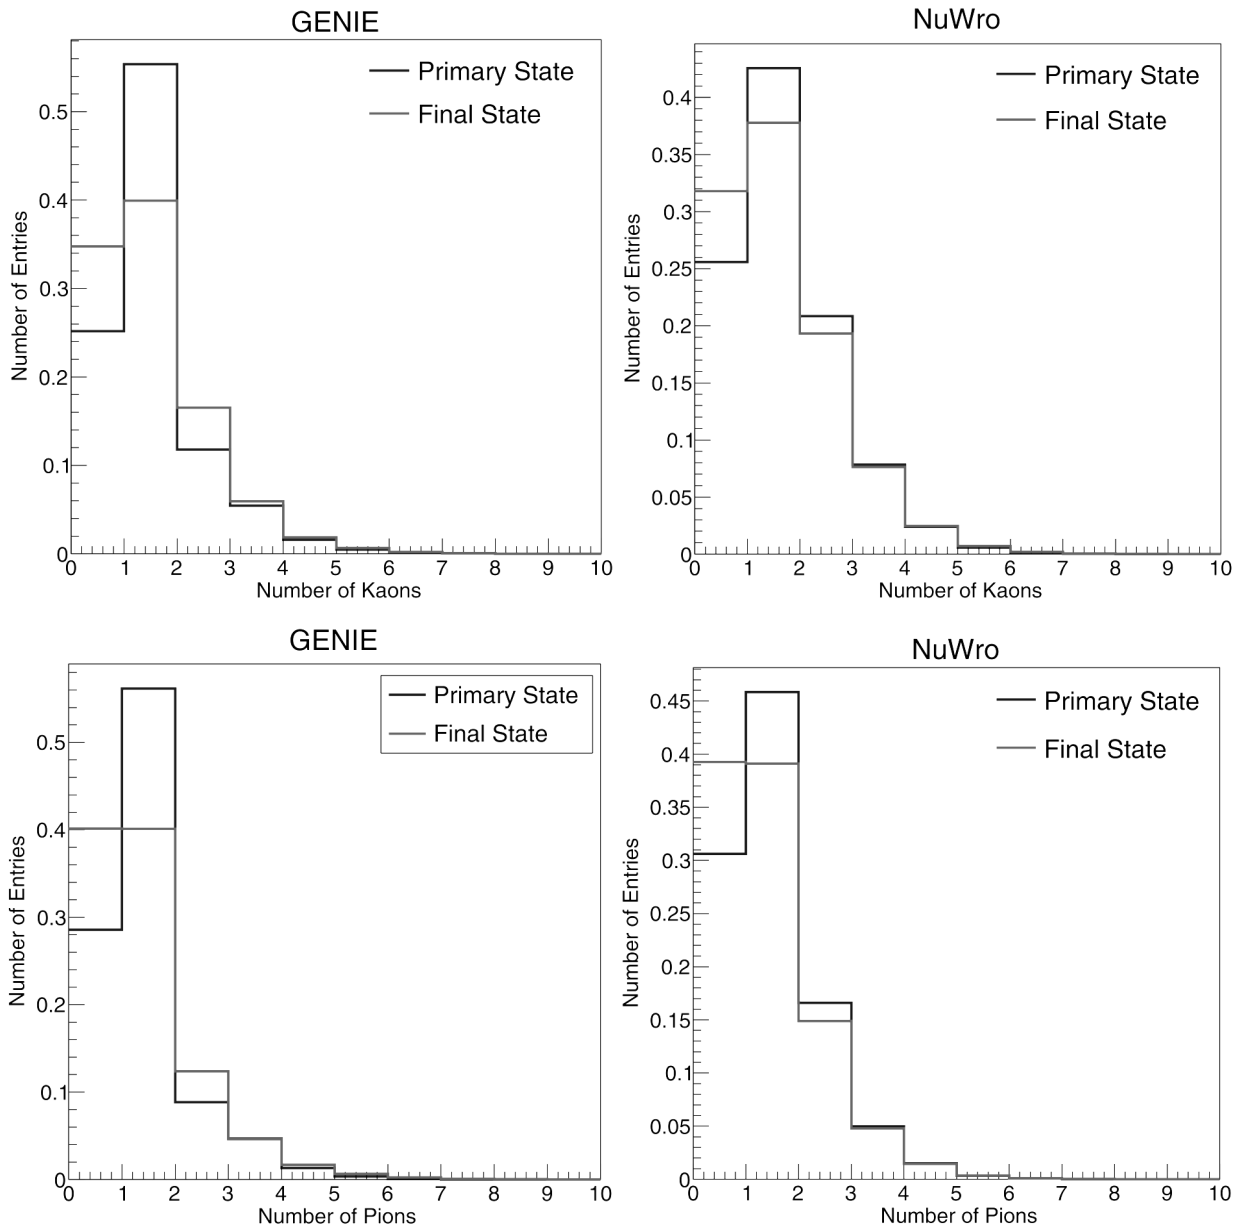 GENIE
Primary State
Final State
0.5
0.4
0.3
0.2
0.1
0
Number of Entries
0 1 2 3 4 5 6 7 8 9 10
Number of Kaons
NuWro
Primary State
Final State
0.4
0.35
0.3
0.25
0.2
0.15
0.1
0.05
0
Number of Entries
0 1 2 3 4 5 6 7 8 9 10
Number of Kaons
GENIE
Primary State
Final State
0.5
0.4
0.3
0.2
0.1
0
Number of Entries
0 1 2 3 4 5 6 7 8 9 10
Number of Pions
NuWro
Primary State
Final State
0.45
0.4
0.35
0.3
0.25
0.2
0.15
0.1
0.05
0
Number of Entries
0 1 2 3 4 5 6 7 8 9 10
Number of Pions